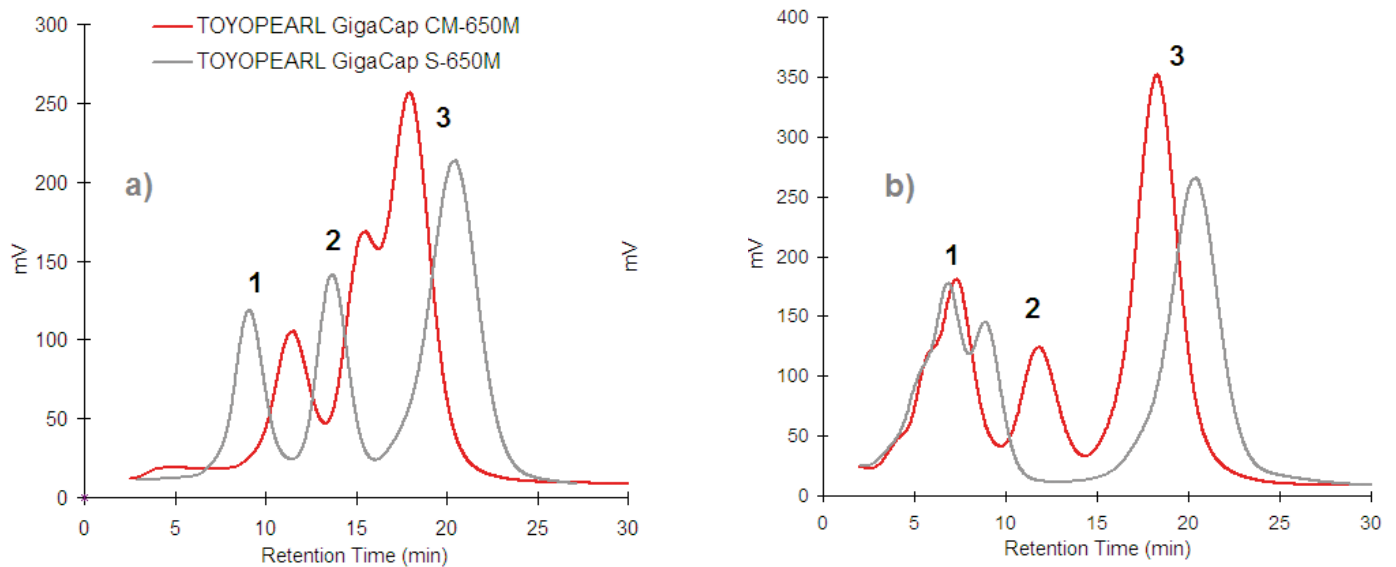 TOYOPEARL GigaCap CM-650M
TOYOPEARL GigaCap S-650M
a)
1
2
3
mV
300
250
200
150
100
50
0
0 5 10 15 20 25 30
Retention Time (min)
mV
b)
1
2
3
mV
400
350
300
250
200
150
100
50
0
0 5 10 15 20 25 30
Retention Time (min)